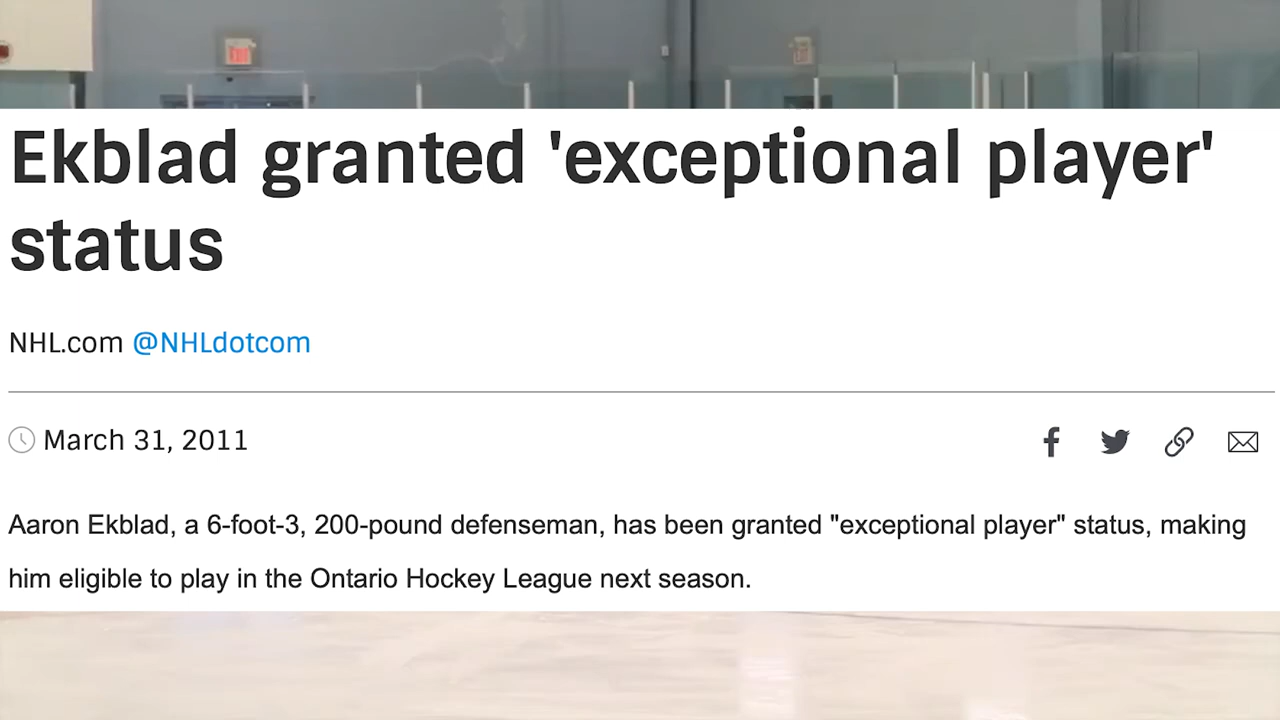 EXIT
Ekblad granted 'exceptional player'
status
NHL.com @NHLdotcom
March 31, 2011
Aaron Ekblad, a 6-foot-3, 200-pound defenseman, has been granted "exceptional player" status, making
him eligible to play in the Ontario Hockey League next season.